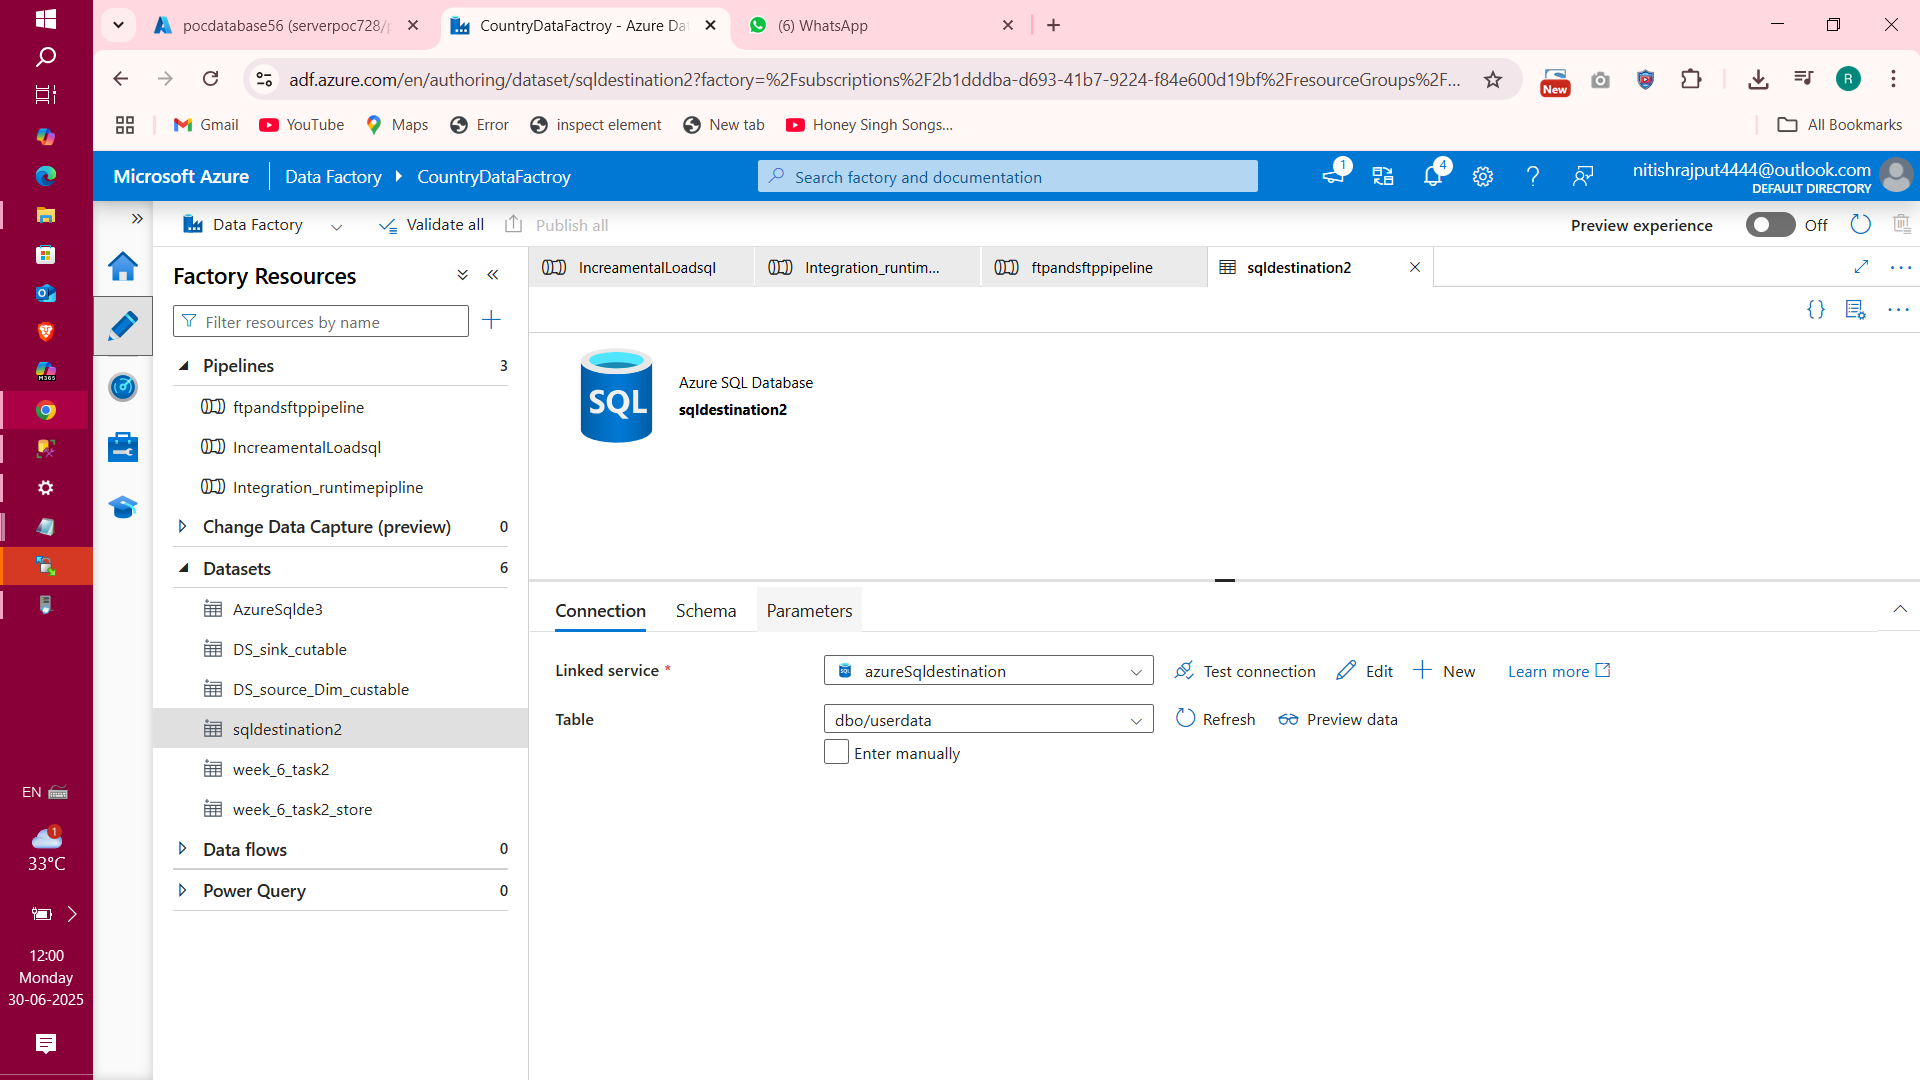 pocdatabase56 (serverpoc728/p
CountryDataFactroy - Azure Dat
(6) WhatsApp
adf.azure.com/en/authoring/dataset/sqldestination2?factory=%2Fsubscriptions%2F2b1dddba-d693-41b7-9224-f84e600d19bf%2FresourceGroups%2F...
New
R
Gmail
YouTube
Maps
Error
inspect element
New tab
Honey Singh Songs...
All Bookmarks
Microsoft Azure
Data Factory
CountryDataFactroy
Search factory and documentation
1
4
nitishrajput4444@outlook.com
DEFAULT DIRECTORY
Data Factory
Validate all
Publish all
Preview experience
Off
Factory Resources
Filter resources by name
Pipelines 3
ftpandsftppipeline
IncreamentalLoadsql
Integration_runtimepipline
Change Data Capture (preview) 0
Datasets 6
AzureSqlde3
DS_sink_cutable
DS_source_Dim_custable
sqldestination2
week_6_task2
week_6_task2_store
Data flows 0
Power Query 0
IncreamentalLoadsql
Integration_runtim...
ftpandsftppipeline
sqldestination2
SQL
Azure SQL Database
sqldestination2
Connection
Schema
Parameters
Linked service *
azureSqldestination
Test connection
Edit
New
Learn more
Table
dbo/userdata
Refresh
Preview data
Enter manually
M365
EN
1
33°C
12:00
Monday
30-06-2025